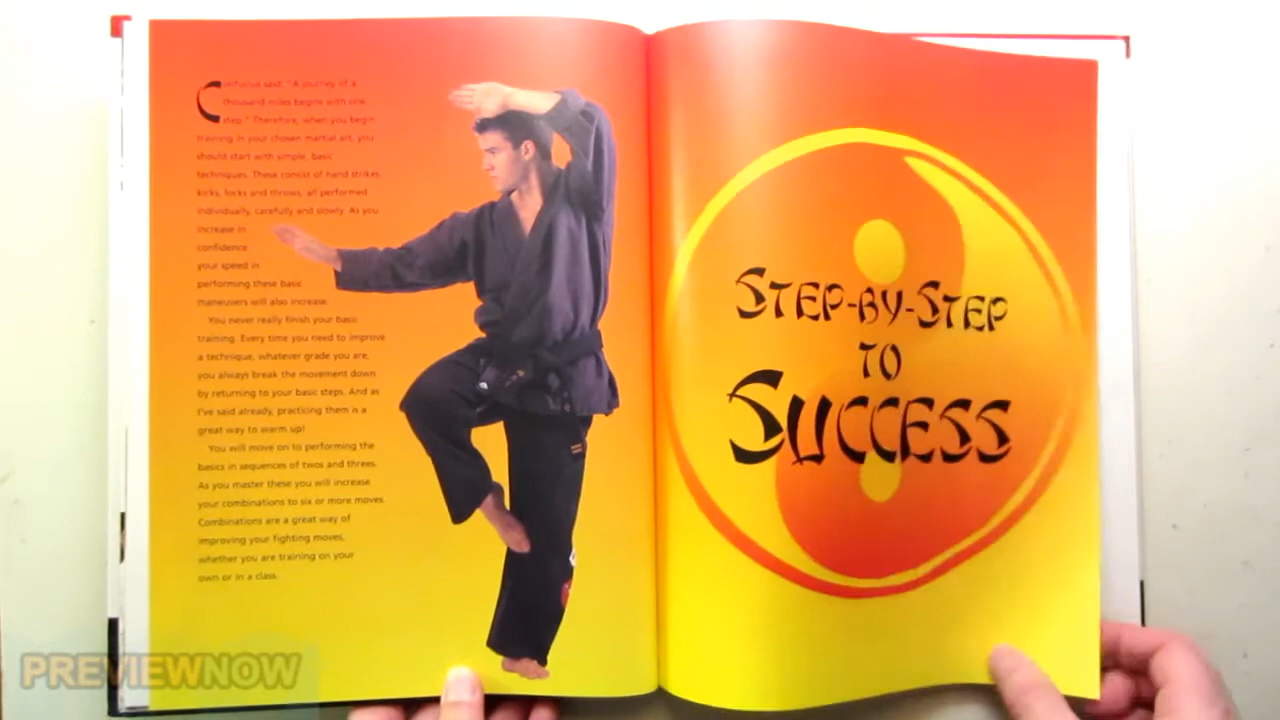 Confucius said: "A journey of a
thousand miles begins with one
step." Therefore, when you begin
training in your chosen martial art, you
should start with simple, basic
techniques. These consist of hand strikes,
kicks, locks and throws, all performed
individually, carefully and slowly. As you
increase in
confidence
your speed in
performing these basic
maneuvers will also increase.
You never really finish your basic
training. Every time you need to improve
a technique, whatever grade you are,
you always break the movement down
by returning to your basic steps. And as
I've said already, practicing them is a
great way to warm up!
You will move on to performing the
basics in sequences of twos and threes.
As you master these you will increase
your combinations to six or more moves.
Combinations are a great way of
improving your fighting moves,
whether you are training on your
own or in a class.
STEP-BY-STEP
TO
SUCCESS
PREVIEWNOW